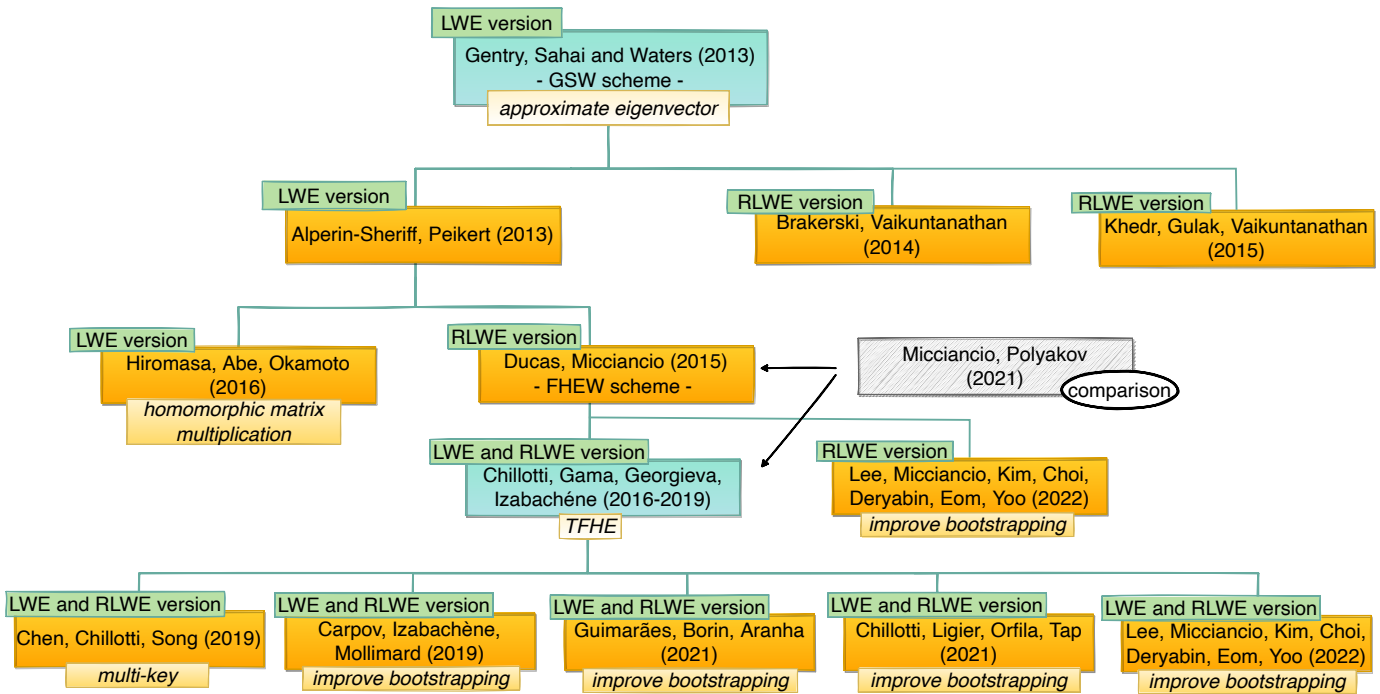 LWE version
Gentry, Sahai and Waters (2013)
- GSW scheme -
approximate eigenvector
LWE version
Alperin-Sheriff, Peikert (2013)
RLWE version
Brakerski, Vaikuntanathan
(2014)
RLWE version
Khedr, Gulak, Vaikuntanathan
(2015)
LWE version
Hiromasa, Abe, Okamoto
(2016)
homomorphic matrix
multiplication
RLWE version
Ducas, Micciancio (2015)
- FHEW scheme -
Micciancio, Polyakov
(2021)
comparison
LWE and RLWE version
Chillotti, Gama, Georgieva,
Izabachéne (2016-2019)
TFHE
RLWE version
Lee, Micciancio, Kim, Choi,
Deryabin, Eom, Yoo (2022)
improve bootstrapping
LWE and RLWE version
Chen, Chillotti, Song (2019)
multi-key
LWE and RLWE version
Carpov, Izabachène,
Mollimard (2019)
improve bootstrapping
LWE and RLWE version
Guimarães, Borin, Aranha
(2021)
improve bootstrapping
LWE and RLWE version
Chillotti, Ligier, Orfila, Tap
(2021)
improve bootstrapping
LWE and RLWE version
Lee, Micciancio, Kim, Choi,
Deryabin, Eom, Yoo (2022)
improve bootstrapping